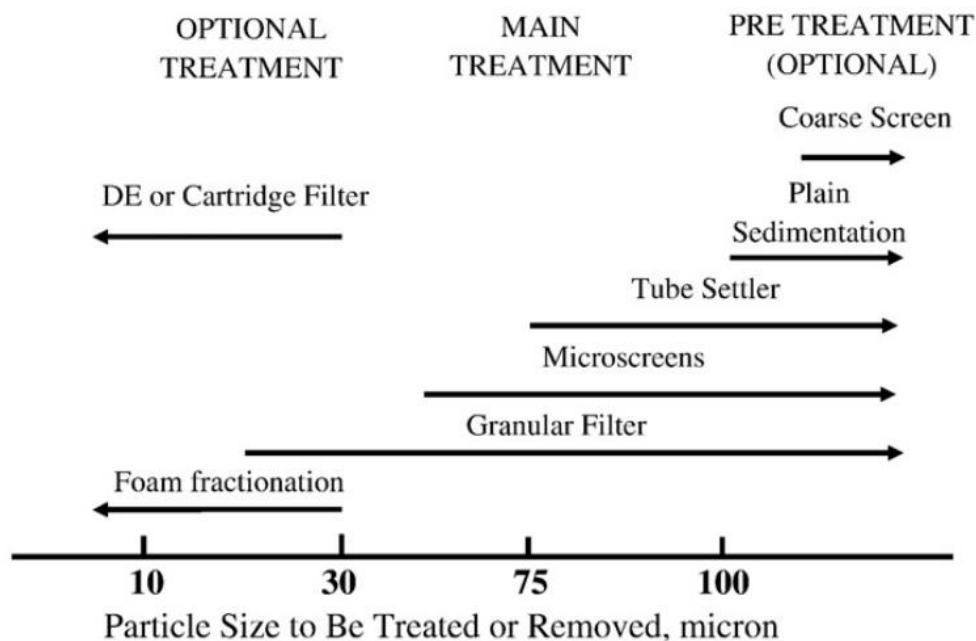 OPTIONAL
TREATMENT
MAIN
TREATMENT
PRE TREATMENT
(OPTIONAL)
Coarse Screen
DE or Cartridge Filter
Plain
Sedimentation
Tube Settler
Microscreens
Granular Filter
Foam fractionation
10 30 75 100
Particle Size to Be Treated or Removed, micron